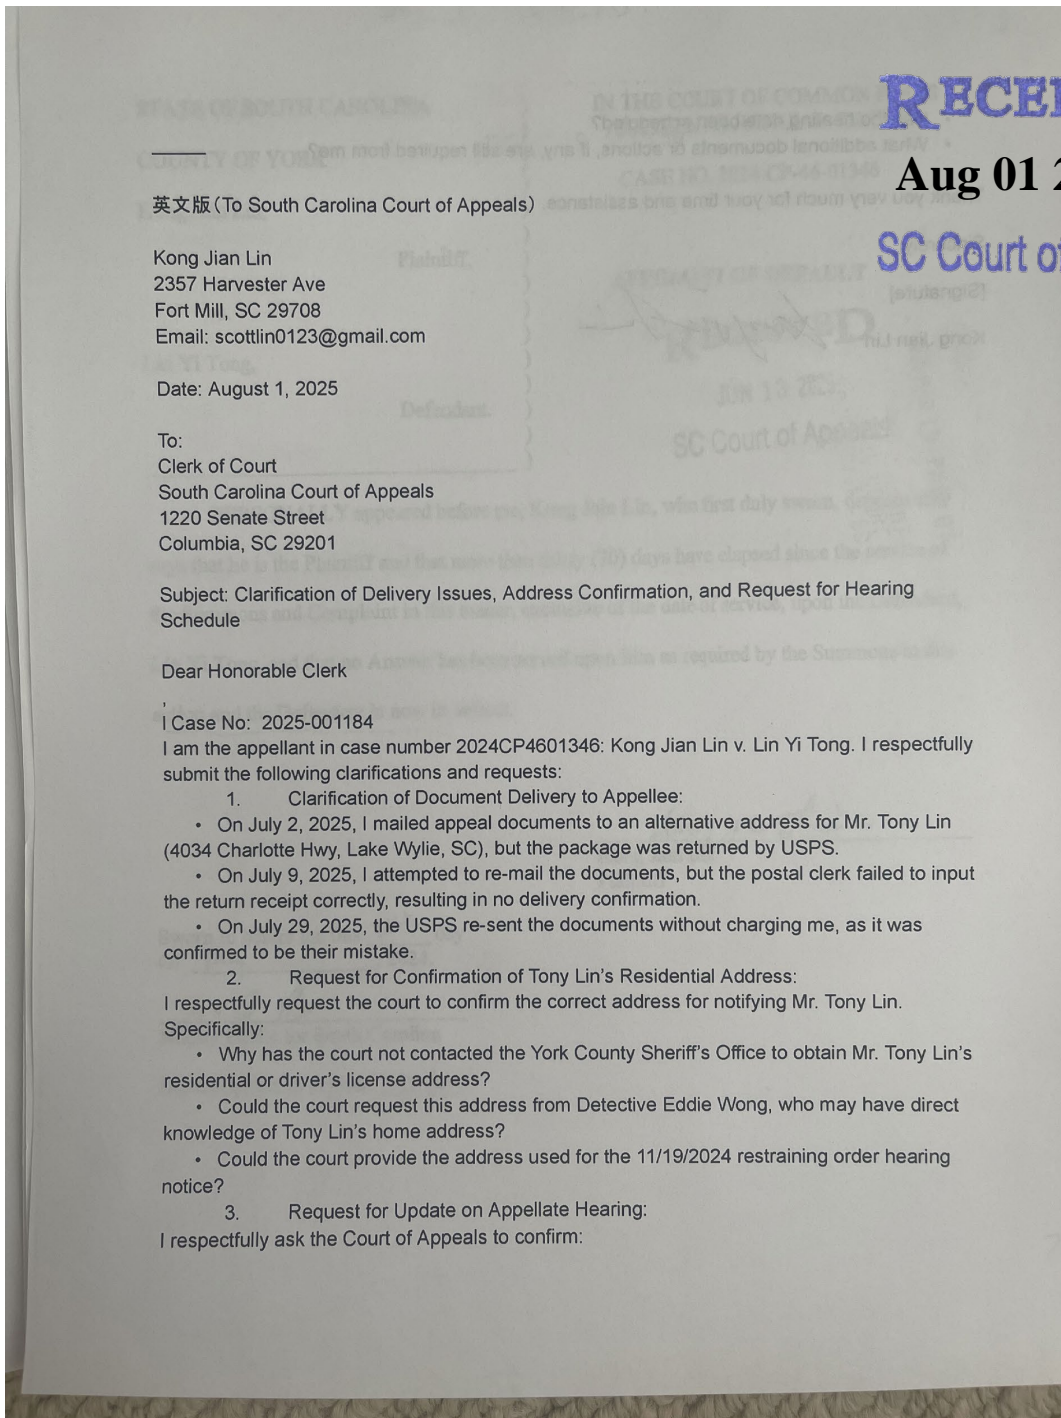 RECEI
Aug 01 2
SC Court of
英文版(To South Carolina Court of Appeals)
Kong Jian Lin
2357 Harvester Ave
Fort Mill, SC 29708
Email: scottlin0123@gmail.com
Date: August 1, 2025
To:
Clerk of Court
South Carolina Court of Appeals
1220 Senate Street
Columbia, SC 29201
Subject: Clarification of Delivery Issues, Address Confirmation, and Request for Hearing
Schedule
Dear Honorable Clerk
,
I Case No: 2025-001184
I am the appellant in case number 2024CP4601346: Kong Jian Lin v. Lin Yi Tong. I respectfully
submit the following clarifications and requests:
1. Clarification of Document Delivery to Appellee:
• On July 2, 2025, I mailed appeal documents to an alternative address for Mr. Tony Lin
(4034 Charlotte Hwy, Lake Wylie, SC), but the package was returned by USPS.
• On July 9, 2025, I attempted to re-mail the documents, but the postal clerk failed to input
the return receipt correctly, resulting in no delivery confirmation.
• On July 29, 2025, the USPS re-sent the documents without charging me, as it was
confirmed to be their mistake.
2. Request for Confirmation of Tony Lin's Residential Address:
I respectfully request the court to confirm the correct address for notifying Mr. Tony Lin.
Specifically:
• Why has the court not contacted the York County Sheriff's Office to obtain Mr. Tony Lin's
residential or driver's license address?
• Could the court request this address from Detective Eddie Wong, who may have direct
knowledge of Tony Lin's home address?
• Could the court provide the address used for the 11/19/2024 restraining order hearing
notice?
3. Request for Update on Appellate Hearing:
I respectfully ask the Court of Appeals to confirm: